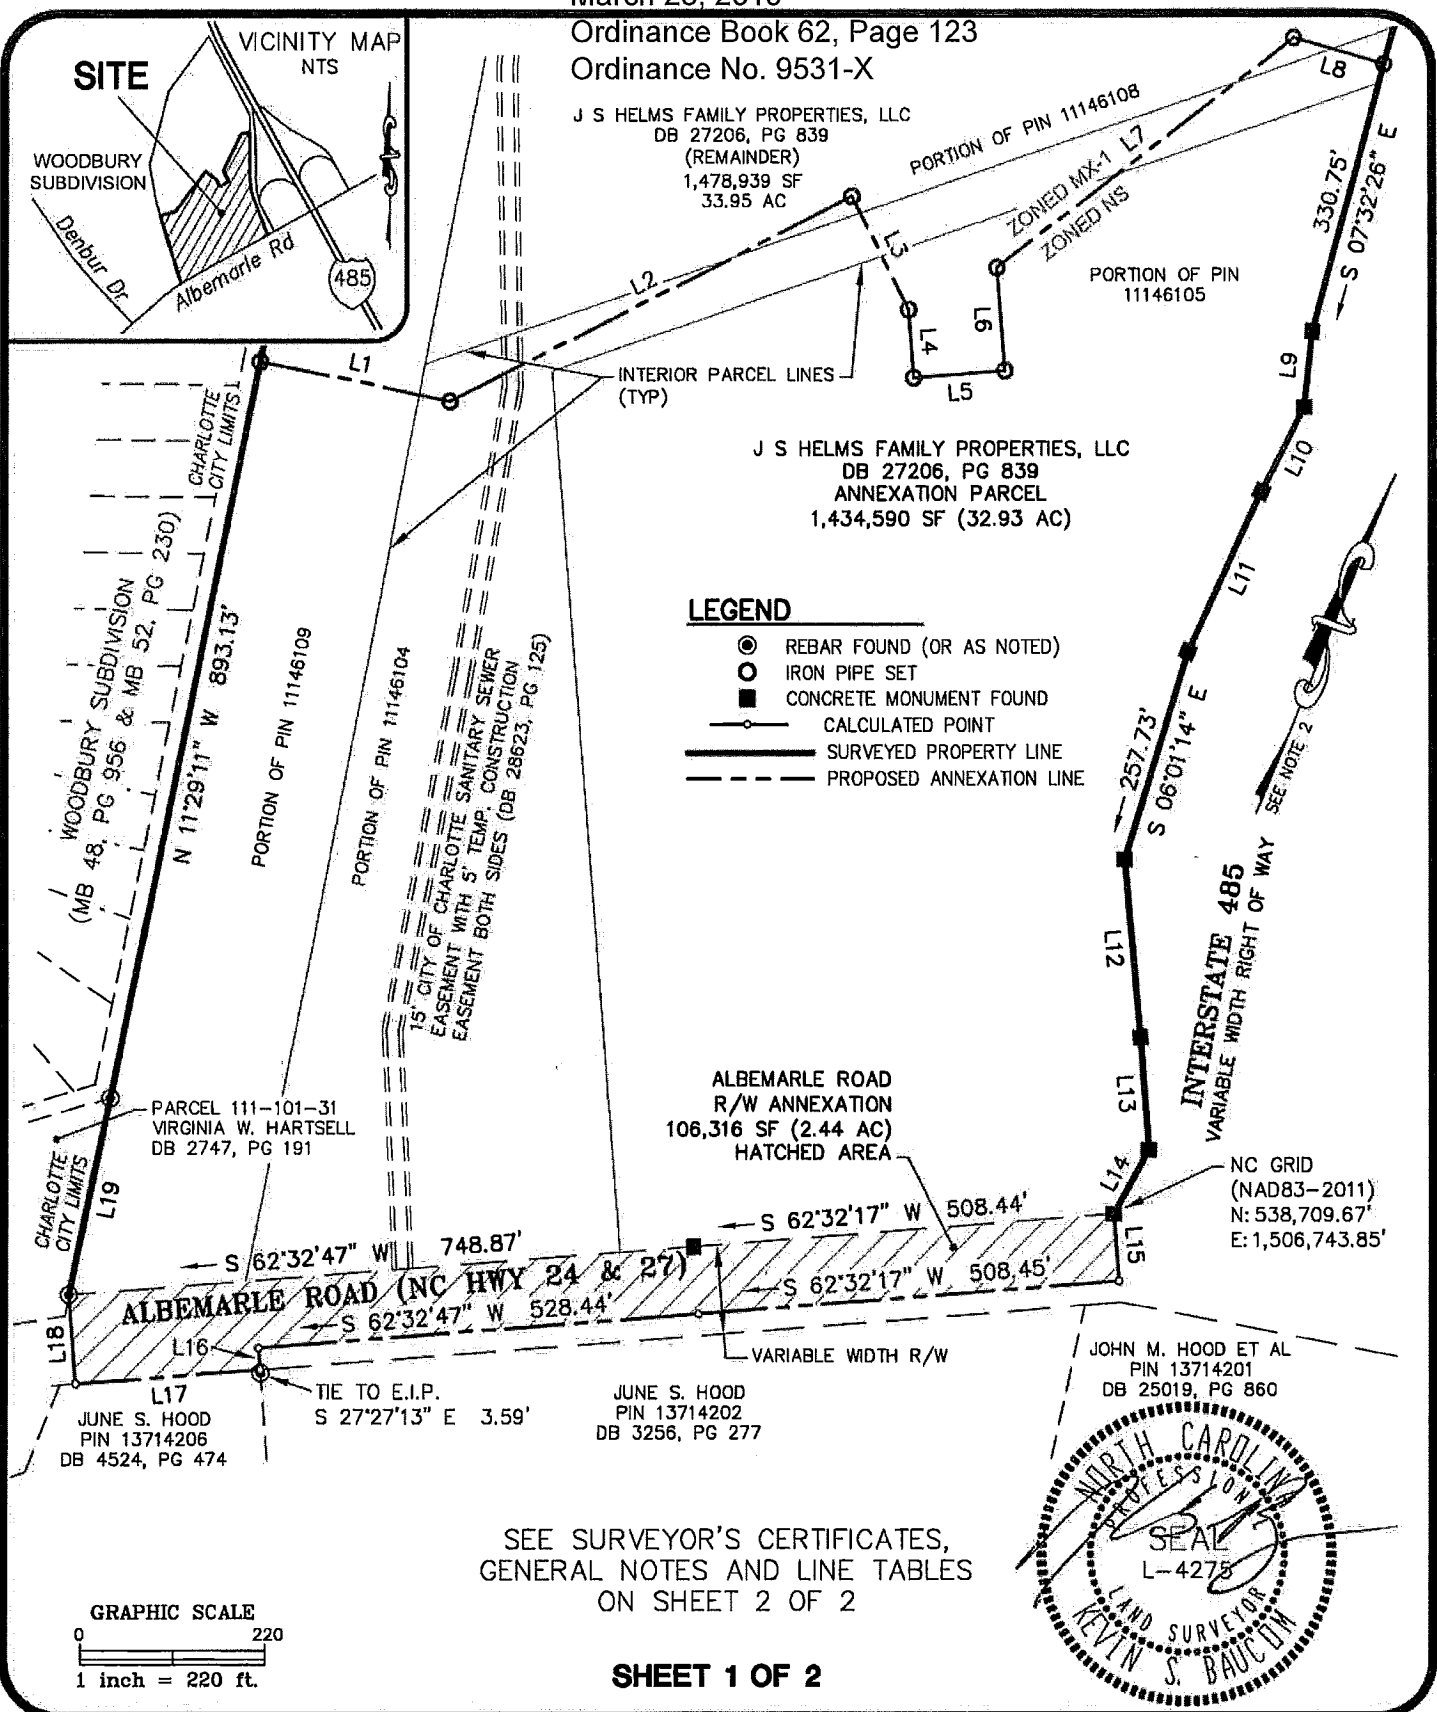 Ordinance Book 62, Page 123
Ordinance No. 9531-X
VICINITY MAP
NTS
SITE
WOODBURY
SUBDIVISION
Denbur Dr.
Albemarle Rd
485
J S HELMS FAMILY PROPERTIES, LLC
DB 27206, PG 839
(REMAINDER)
1,478,939 SF
33.95 AC
PORTION OF PIN 11146108
L8
L7
ZONED MX-1
ZONED NS
330.75'
S 07°32'26" E
L3
L2
PORTION OF PIN
11146105
L6
L4
L5
L1
INTERIOR PARCEL LINES
(TYP)
L9
L10
CHARLOTTE
CITY LIMITS
J S HELMS FAMILY PROPERTIES, LLC
DB 27206, PG 839
ANNEXATION PARCEL
1,434,590 SF (32.93 AC)
L11
WOODBURY SUBDIVISION
(MB 48, PG 956 & MB 52, PG 230)
N 11°29'11" W 893.13'
PORTION OF PIN 11146109
PORTION OF PIN 11146104
15' CITY OF CHARLOTTE SANITARY SEWER
EASEMENT WITH 5' TEMP. CONSTRUCTION
EASEMENT BOTH SIDES (DB 28623, PG 125)
LEGEND
REBAR FOUND (OR AS NOTED)
IRON PIPE SET
CONCRETE MONUMENT FOUND
CALCULATED POINT
SURVEYED PROPERTY LINE
PROPOSED ANNEXATION LINE
257.73'
S 06°01'14" E
SEE NOTE 2
INTERSTATE 485
VARIABLE WIDTH RIGHT OF WAY
L12
L13
L14
ALBEMARLE ROAD
R/W ANNEXATION
106,316 SF (2.44 AC)
HATCHED AREA
PARCEL 111-101-31
VIRGINIA W. HARTSELL
DB 2747, PG 191
CHARLOTTE
CITY LIMITS
L19
NC GRID
(NAD83-2011)
N: 538,709.67'
E: 1,506,743.85'
S 62°32'17" W 508.44'
L15
S 62°32'47" W 748.87'
S 62°32'17" W 508.45'
ALBEMARLE ROAD (NC HWY 24 & 27)
S 62°32'47" W 528.44'
L18
L16
L17
VARIABLE WIDTH R/W
TIE TO E.I.P.
S 27°27'13" E 3.59'
JUNE S. HOOD
PIN 13714206
DB 4524, PG 474
JUNE S. HOOD
PIN 13714202
DB 3256, PG 277
JOHN M. HOOD ET AL
PIN 13714201
DB 25019, PG 860
NORTH CAROLINA
PROFESSIONAL
SEAL
L-4275
LAND SURVEYOR
KEVIN S. BAUCOM
SEE SURVEYOR'S CERTIFICATES,
GENERAL NOTES AND LINE TABLES
ON SHEET 2 OF 2
GRAPHIC SCALE
0 220
1 inch = 220 ft.
SHEET 1 OF 2